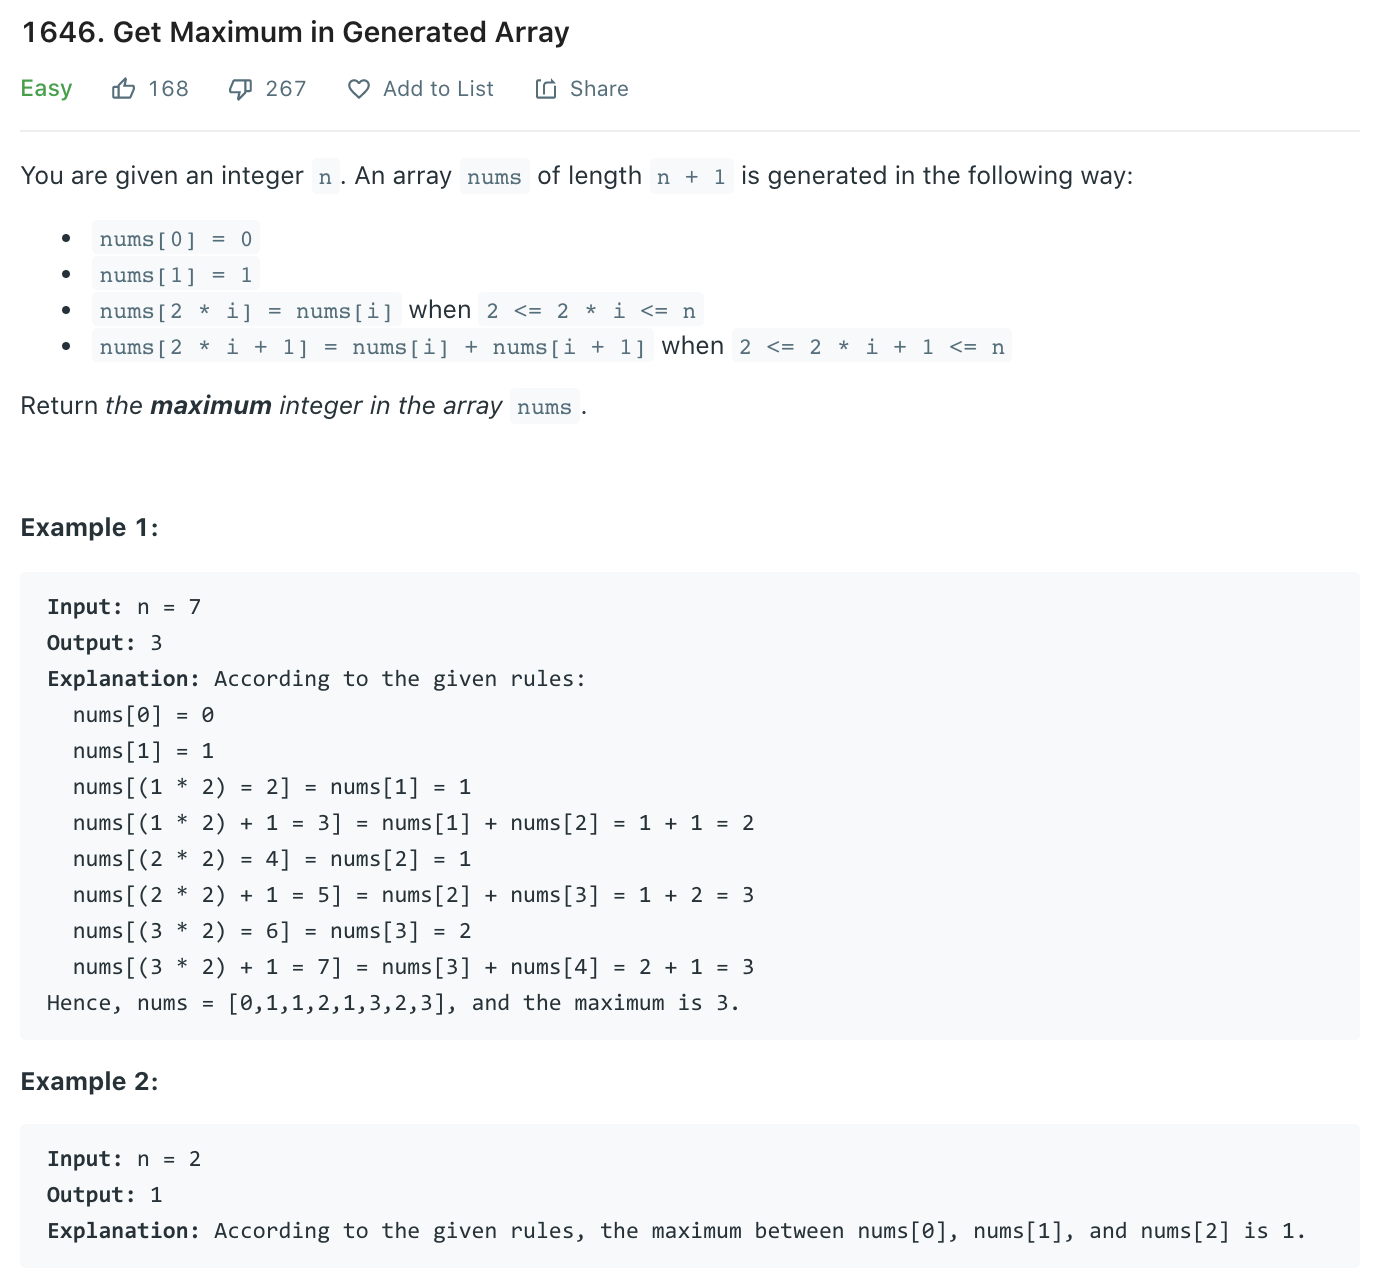 1646. Get Maximum in Generated Array
Easy 168 267 Add to List Share
You are given an integer n. An array nums of length n + 1 is generated in the following way:
• nums[0] = 0
• nums[1] = 1
• nums[2 * i] = nums[i] when 2 <= 2 * i <= n
• nums[2 * i + 1] = nums[i] + nums[i + 1] when 2 <= 2 * i + 1 <= n
Return the maximum integer in the array nums.
Example 1:
Input: n = 7
Output: 3
Explanation: According to the given rules:
nums[0] = 0
nums[1] = 1
nums[(1 * 2) = 2] = nums[1] = 1
nums[(1 * 2) + 1 = 3] = nums[1] + nums[2] = 1 + 1 = 2
nums[(2 * 2) = 4] = nums[2] = 1
nums[(2 * 2) + 1 = 5] = nums[2] + nums[3] = 1 + 2 = 3
nums[(3 * 2) = 6] = nums[3] = 2
nums[(3 * 2) + 1 = 7] = nums[3] + nums[4] = 2 + 1 = 3
Hence, nums = [0,1,1,2,1,3,2,3], and the maximum is 3.
Example 2:
Input: n = 2
Output: 1
Explanation: According to the given rules, the maximum between nums[0], nums[1], and nums[2] is 1.